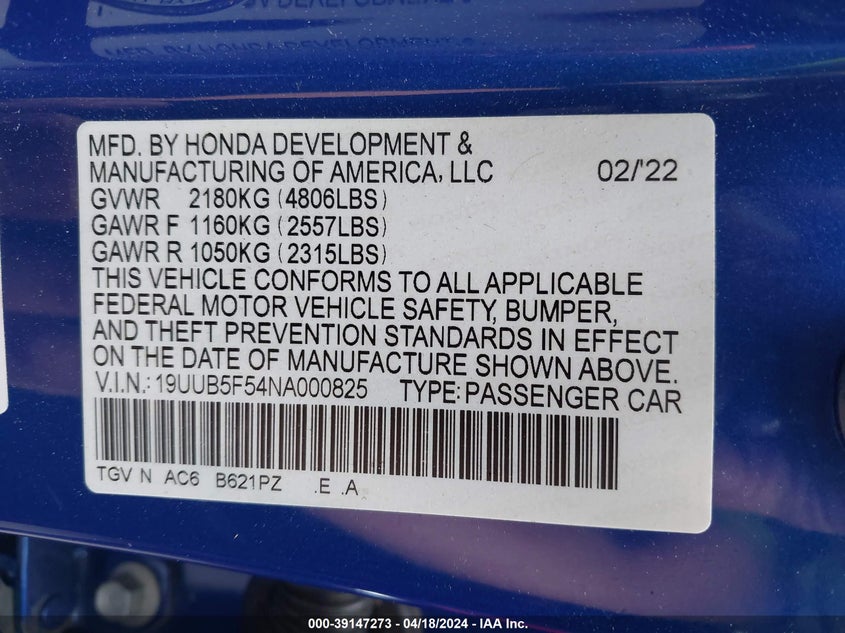 MFD. BY HONDA DEVELOPMENT &
MANUFACTURING OF AMERICA, LLC 02/'22
GVWR 2180KG (4806LBS)
GAWR F 1160KG (2557LBS)
GAWR R 1050KG (2315LBS)
THIS VEHICLE CONFORMS TO ALL APPLICABLE
FEDERAL MOTOR VEHICLE SAFETY, BUMPER,
AND THEFT PREVENTION STANDARDS IN EFFECT
ON THE DATE OF MANUFACTURE SHOWN ABOVE.
V.I.N.: 19UUB5F54NA000825 TYPE: PASSENGER CAR
TGV N AC6 B621PZ .E .A
000-39147273 - 04/18/2024 - IAA Inc.